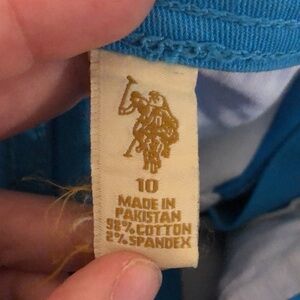 10
MADE IN
PAKISTAN
98% COTTON
2% SPANDEX